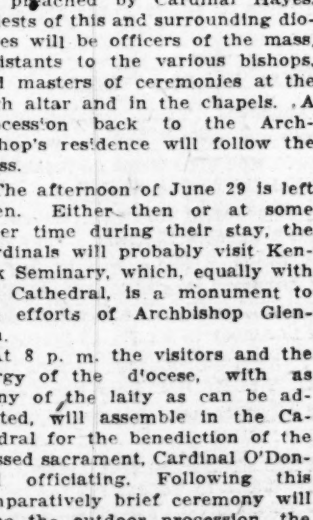 preached by Cardinal Hayes.
ests of this and surrounding dio-
es will be officers of the mass,
istants to the various bishops,
d masters of ceremonies at the
h altar and in the chapels. A
cession back to the Arch-
hop's residence will follow the
ss.
The afternoon of June 29 is left
en. Either then or at some
er time during their stay, the
rdinals will probably visit Ken-
k Seminary, which, equally with
Cathedral, is a monument to
efforts of Archbishop Glen-
At 8 p. m. the visitors and the
rgy of the diocese, with as
ny of the laity as can be ad-
ted, will assemble in the Ca-
dral for the benediction of the
ssed sacrament, Cardinal O'Don-
officiating. Following this
mparatively brief ceremony will
the outdoor procession, the